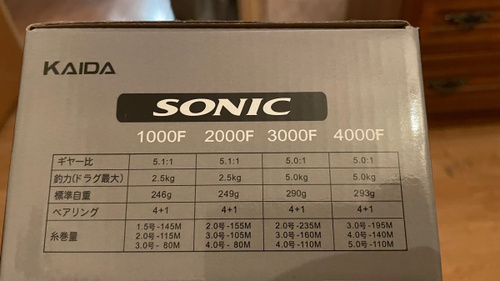 KAIDA
SONIC
1000F 2000F 3000F 4000F
ギヤー比 5.1:1 5.1:1 5.0:1 5.0:1
釣力(ドラグ最大) 2.5kg 2.5kg 5.0kg 5.0kg
標準自重 246g 249g 290g 293g
ベアリング 4+1 4+1 4+1 4+1
糸巻量 1.5号-145M 2.0号-155M 2.0号-235M 3.0号-195M
2.0号-115M 3.0号-105M 3.0号-160M 4.0号-140M
3.0号- 80M 4.0号- 80M 4.0号-110M 5.0号-110M